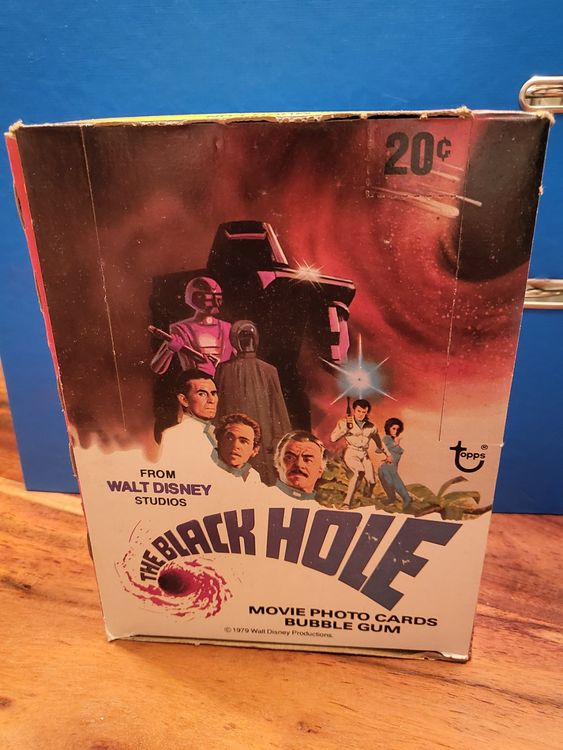 20¢
topps®
FROM
WALT DISNEY
STUDIOS
THE BLACK HOLE
MOVIE PHOTO CARDS
BUBBLE GUM
© 1979 Walt Disney Productions.